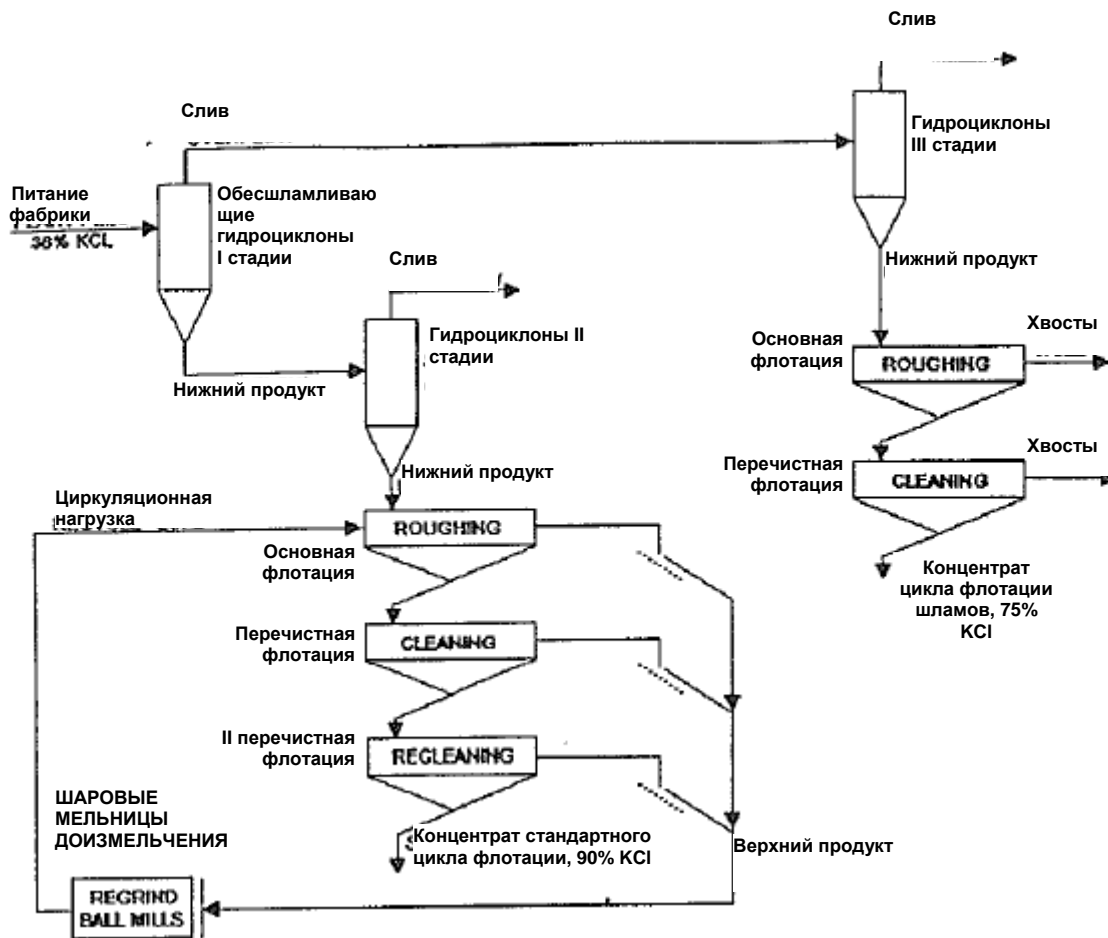 Слив
Гидроциклоны
III стадии
Слив
Питание
фабрики
36% KCL
Обесшламливаю
щие
гидроциклоны
I стадии
Нижний продукт
Слив
Гидроциклоны II
стадии
Нижний продукт
Основная
флотация
ROUGHING
Хвосты
Перечистная
флотация
CLEANING
Хвосты
Концентрат
цикла флотации
шламов, 75%
KCl
Нижний продукт
Циркуляционная
нагрузка
ROUGHING
Основная
флотация
Перечистная
флотация
CLEANING
II перечистная
флотация
REGLEANING
ШАРОВЫЕ
МЕЛЬНИЦЫ
ДОИЗМЕЛЬЧЕНИЯ
Концентрат стандартного
цикла флотации, 90% KCl
Верхний продукт
REGRIND
BALL MILLS